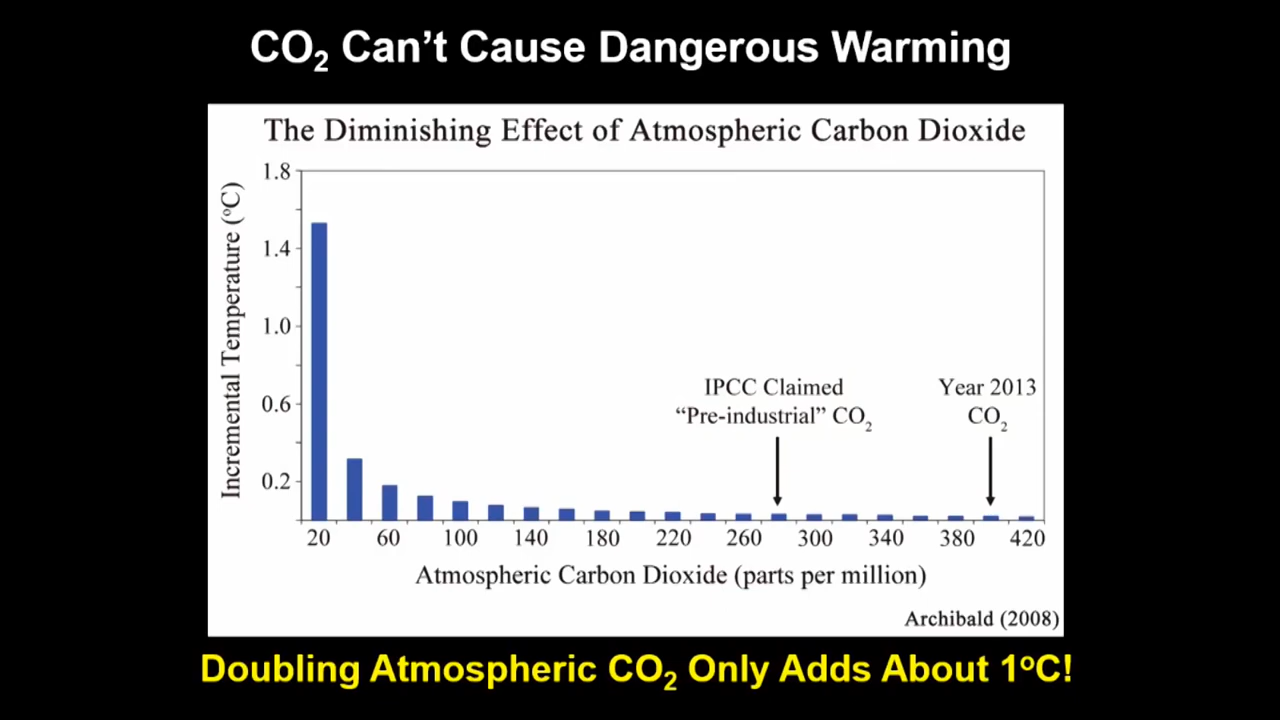 CO₂ Can't Cause Dangerous Warming
The Diminishing Effect of Atmospheric Carbon Dioxide
Incremental Temperature (°C)
1.8
1.4
1.0
0.6
0.2
IPCC Claimed
“Pre-industrial” CO₂
Year 2013
CO₂
20 60 100 140 180 220 260 300 340 380 420
Atmospheric Carbon Dioxide (parts per million)
Archibald (2008)
Doubling Atmospheric CO₂ Only Adds About 1°C!